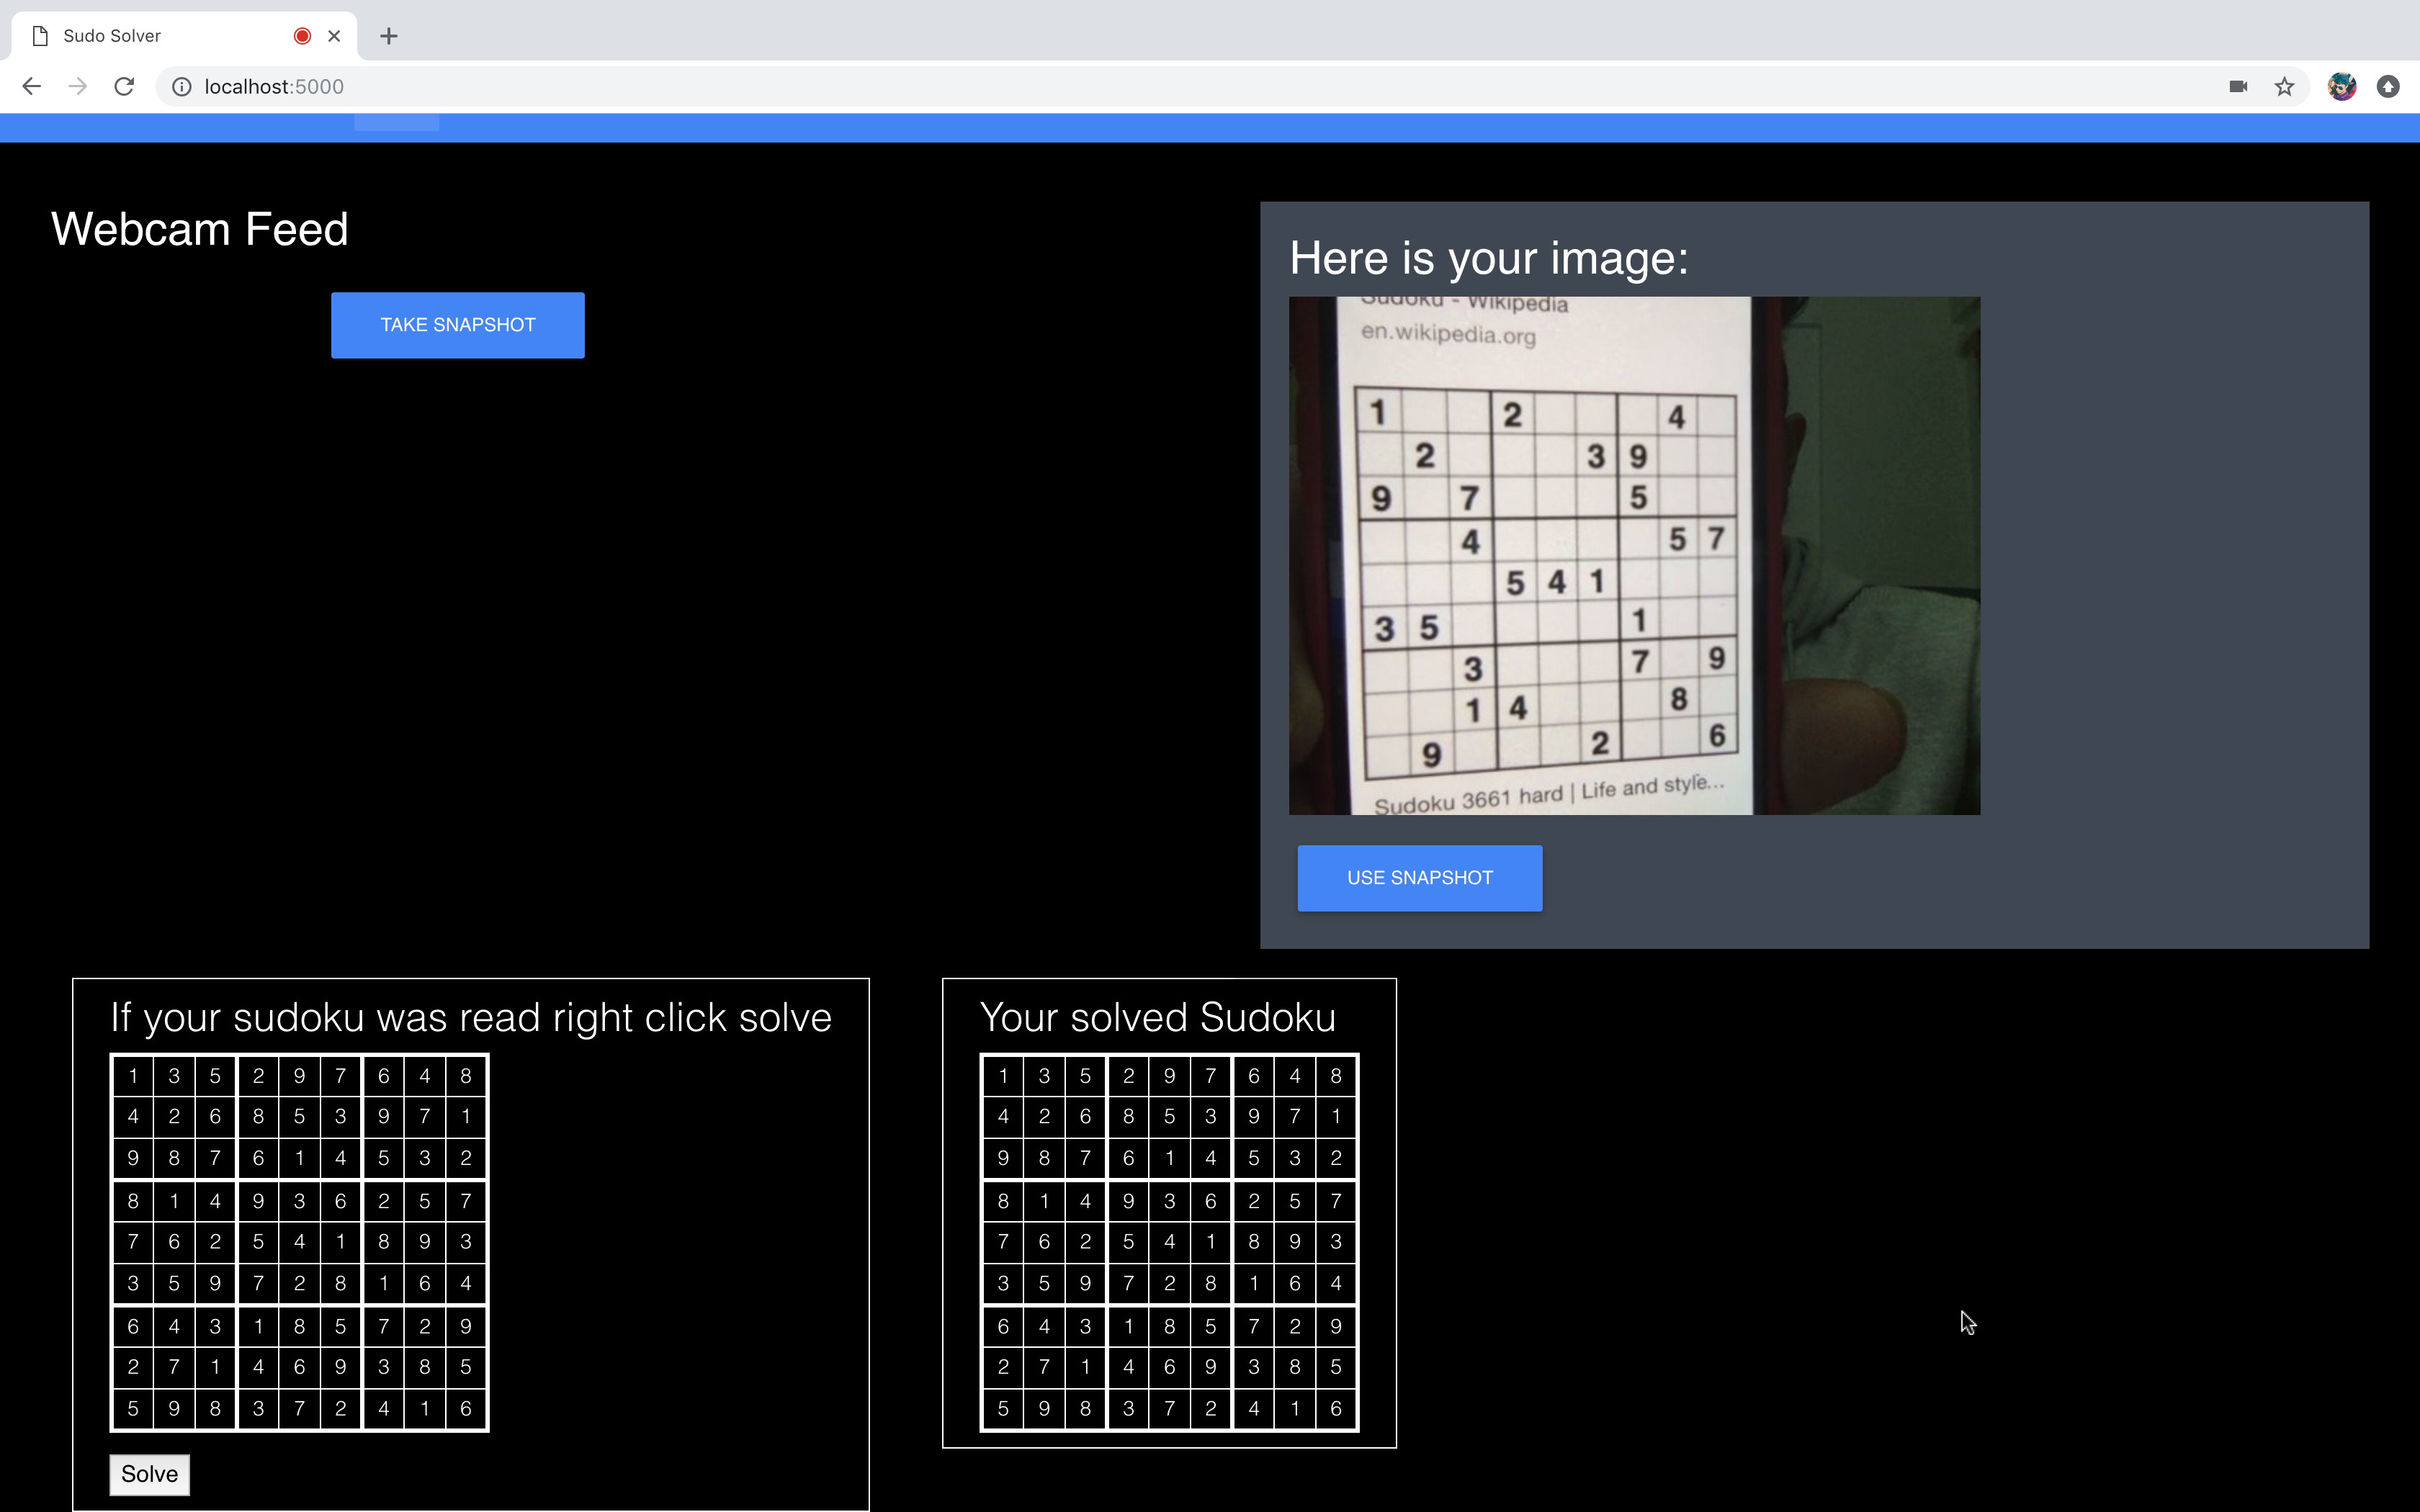 Sudo Solver
localhost:5000
Webcam Feed
TAKE SNAPSHOT
Here is your image:
Sudoku - Wikipedia
en.wikipedia.org
1 2 4
2 3 9
9 7 5
4 5 7
5 4 1
3 5 1
3 7 9
1 4 8
9 2 6
Sudoku 3661 hard | Life and style...
USE SNAPSHOT
If your sudoku was read right click solve
1 3 5 2 9 7 6 4 8
4 2 6 8 5 3 9 7 1
9 8 7 6 1 4 5 3 2
8 1 4 9 3 6 2 5 7
7 6 2 5 4 1 8 9 3
3 5 9 7 2 8 1 6 4
6 4 3 1 8 5 7 2 9
2 7 1 4 6 9 3 8 5
5 9 8 3 7 2 4 1 6
Solve
Your solved Sudoku
1 3 5 2 9 7 6 4 8
4 2 6 8 5 3 9 7 1
9 8 7 6 1 4 5 3 2
8 1 4 9 3 6 2 5 7
7 6 2 5 4 1 8 9 3
3 5 9 7 2 8 1 6 4
6 4 3 1 8 5 7 2 9
2 7 1 4 6 9 3 8 5
5 9 8 3 7 2 4 1 6